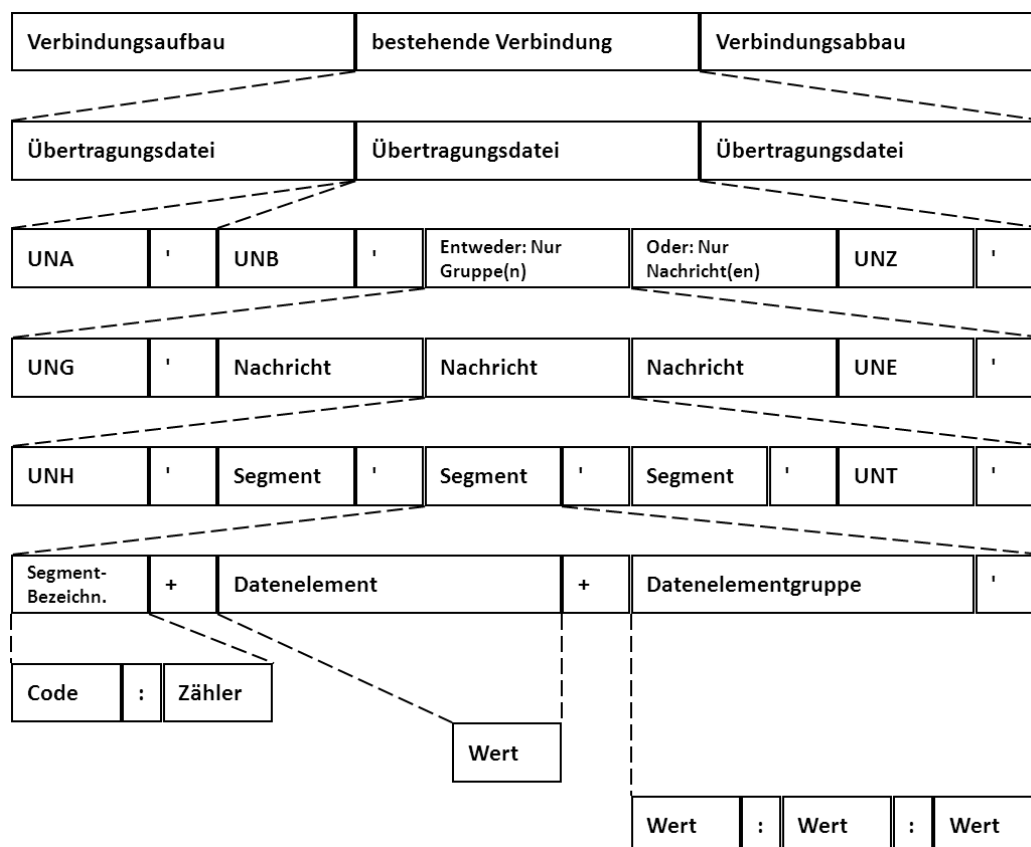 Verbindungsaufbau bestehende Verbindung Verbindungsabbau
Übertragungsdatei Übertragungsdatei Übertragungsdatei
UNA ' UNB ' Entweder: Nur Gruppe(n) Oder: Nur Nachricht(en) UNZ '
UNG ' Nachricht Nachricht Nachricht UNE '
UNH ' Segment ' Segment ' Segment ' UNT '
Segment-Bezeichn. + Datenelement + Datenelementgruppe '
Code : Zähler
Wert
Wert : Wert : Wert